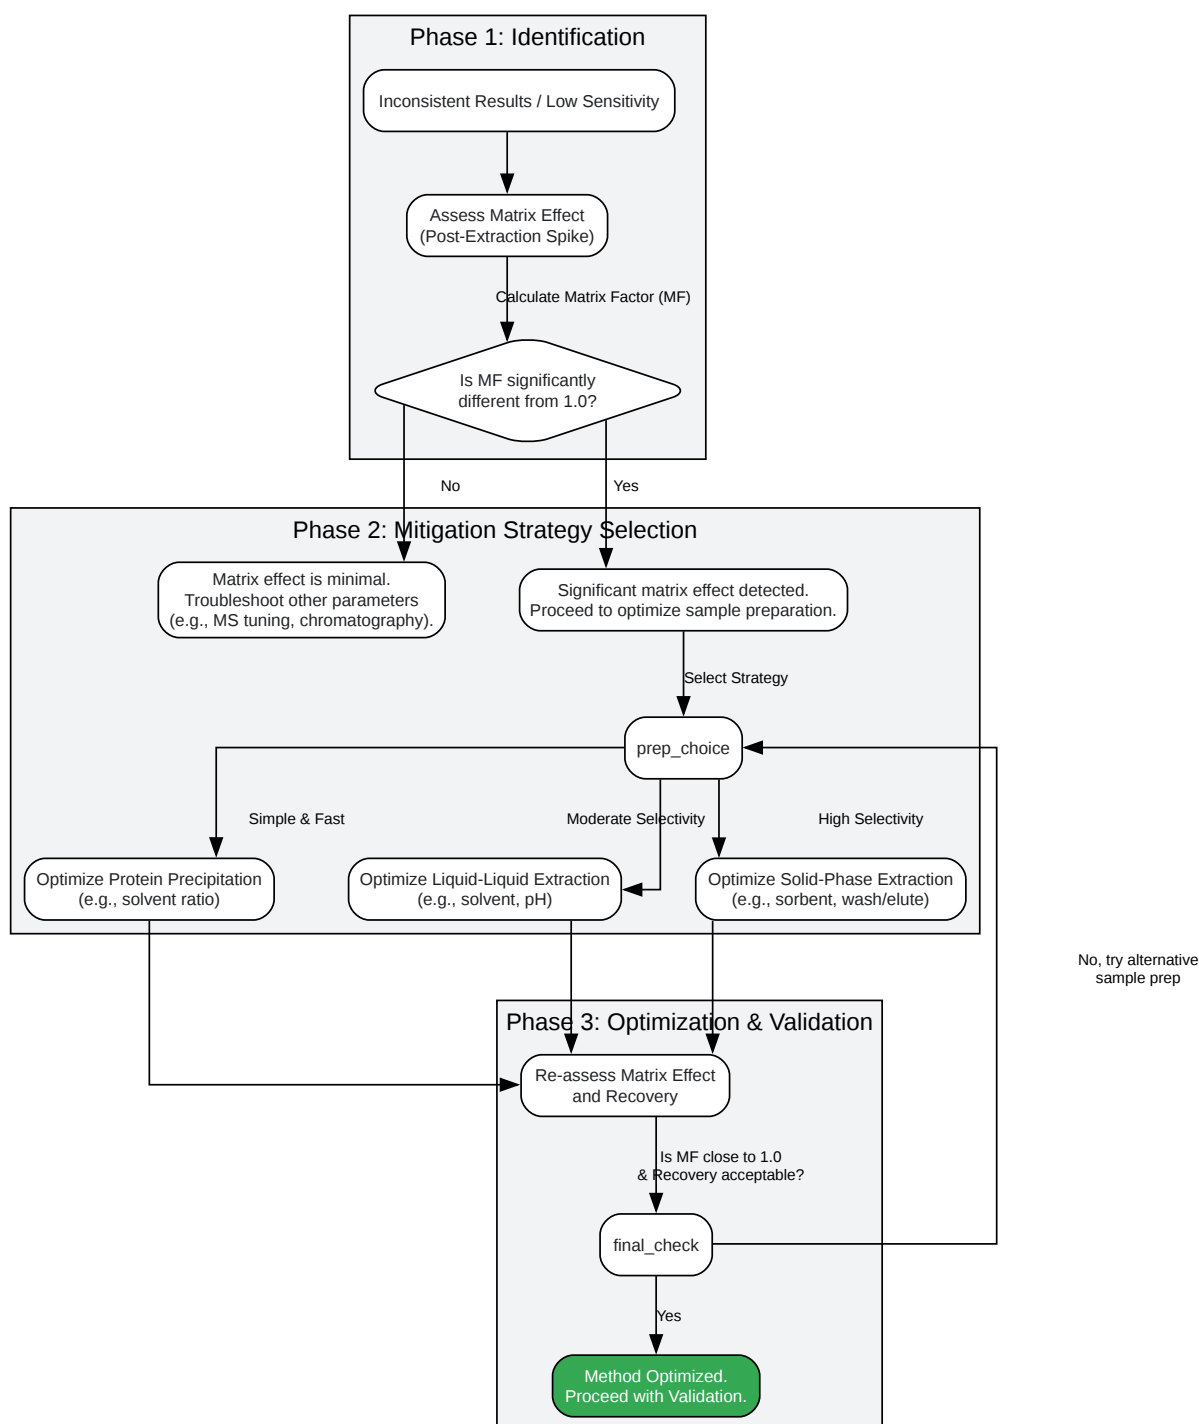 Phase 1: Identification
Inconsistent Results / Low Sensitivity
Assess Matrix Effect
(Post-Extraction Spike)
Calculate Matrix Factor (MF)
Is MF significantly
different from 1.0?
No
Yes
Phase 2: Mitigation Strategy Selection
Matrix effect is minimal.
Troubleshoot other parameters
(e.g., MS tuning, chromatography).
Significant matrix effect detected.
Proceed to optimize sample preparation.
Select Strategy
prep_choice
Simple & Fast
Moderate Selectivity
High Selectivity
Optimize Protein Precipitation
(e.g., solvent ratio)
Optimize Liquid-Liquid Extraction
(e.g., solvent, pH)
Optimize Solid-Phase Extraction
(e.g., sorbent, wash/elute)
No, try alternative
sample prep
Phase 3: Optimization & Validation
Re-assess Matrix Effect
and Recovery
Is MF close to 1.0
& Recovery acceptable?
final_check
Yes
Method Optimized.
Proceed with Validation.